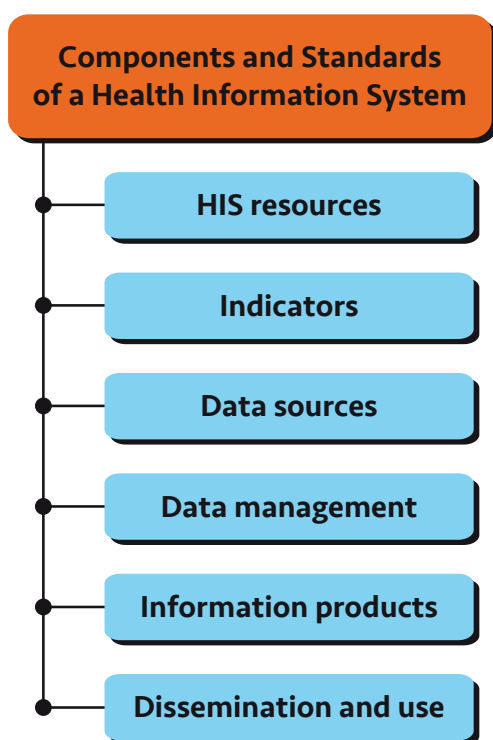 Components and Standards
of a Health Information System
HIS resources
Indicators
Data sources
Data management
Information products
Dissemination and use